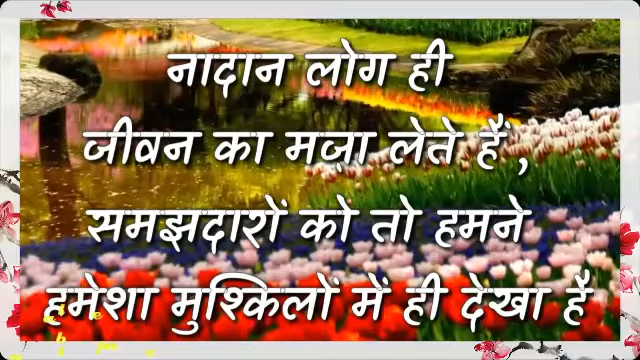 नादान लोग ही
जीवन का मज़ा लेते हैं ,
समझदारों को तो हमने
हमेशा मुश्किलों में ही देखा है